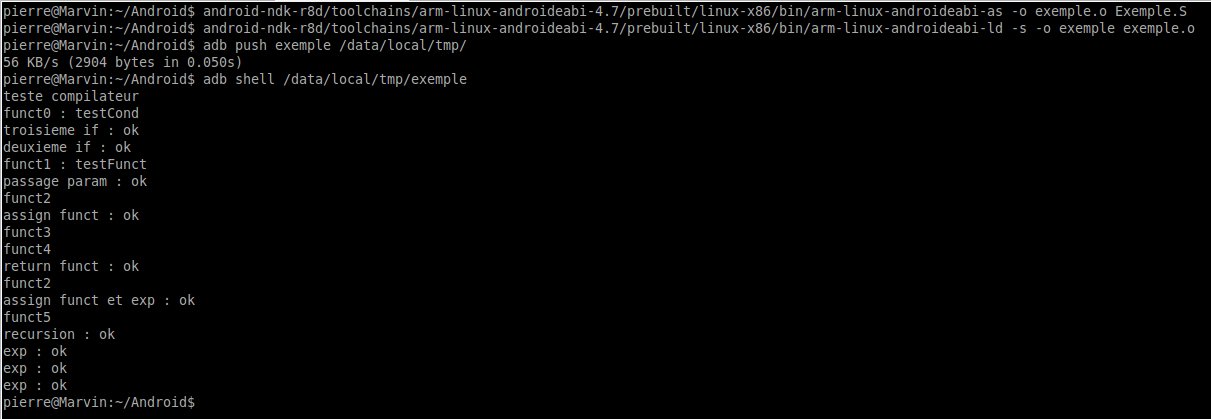 pierre@Marvin:~/Android$ android-ndk-r8d/toolchains/arm-linux-androideabi-4.7/prebuilt/linux-x86/bin/arm-linux-androideabi-as -o exemple.o Exemple.S
pierre@Marvin:~/Android$ android-ndk-r8d/toolchains/arm-linux-androideabi-4.7/prebuilt/linux-x86/bin/arm-linux-androideabi-ld -s -o exemple exemple.o
pierre@Marvin:~/Android$ adb push exemple /data/local/tmp/
56 KB/s (2904 bytes in 0.050s)
pierre@Marvin:~/Android$ adb shell /data/local/tmp/exemple
teste compilateur
funct0 : testCond
troisieme if : ok
deuxieme if : ok
funct1 : testFunct
passage param : ok
funct2
assign funct : ok
funct3
funct4
return funct : ok
funct2
assign funct et exp : ok
funct5
recursion : ok
exp : ok
exp : ok
exp : ok
pierre@Marvin:~/Android$